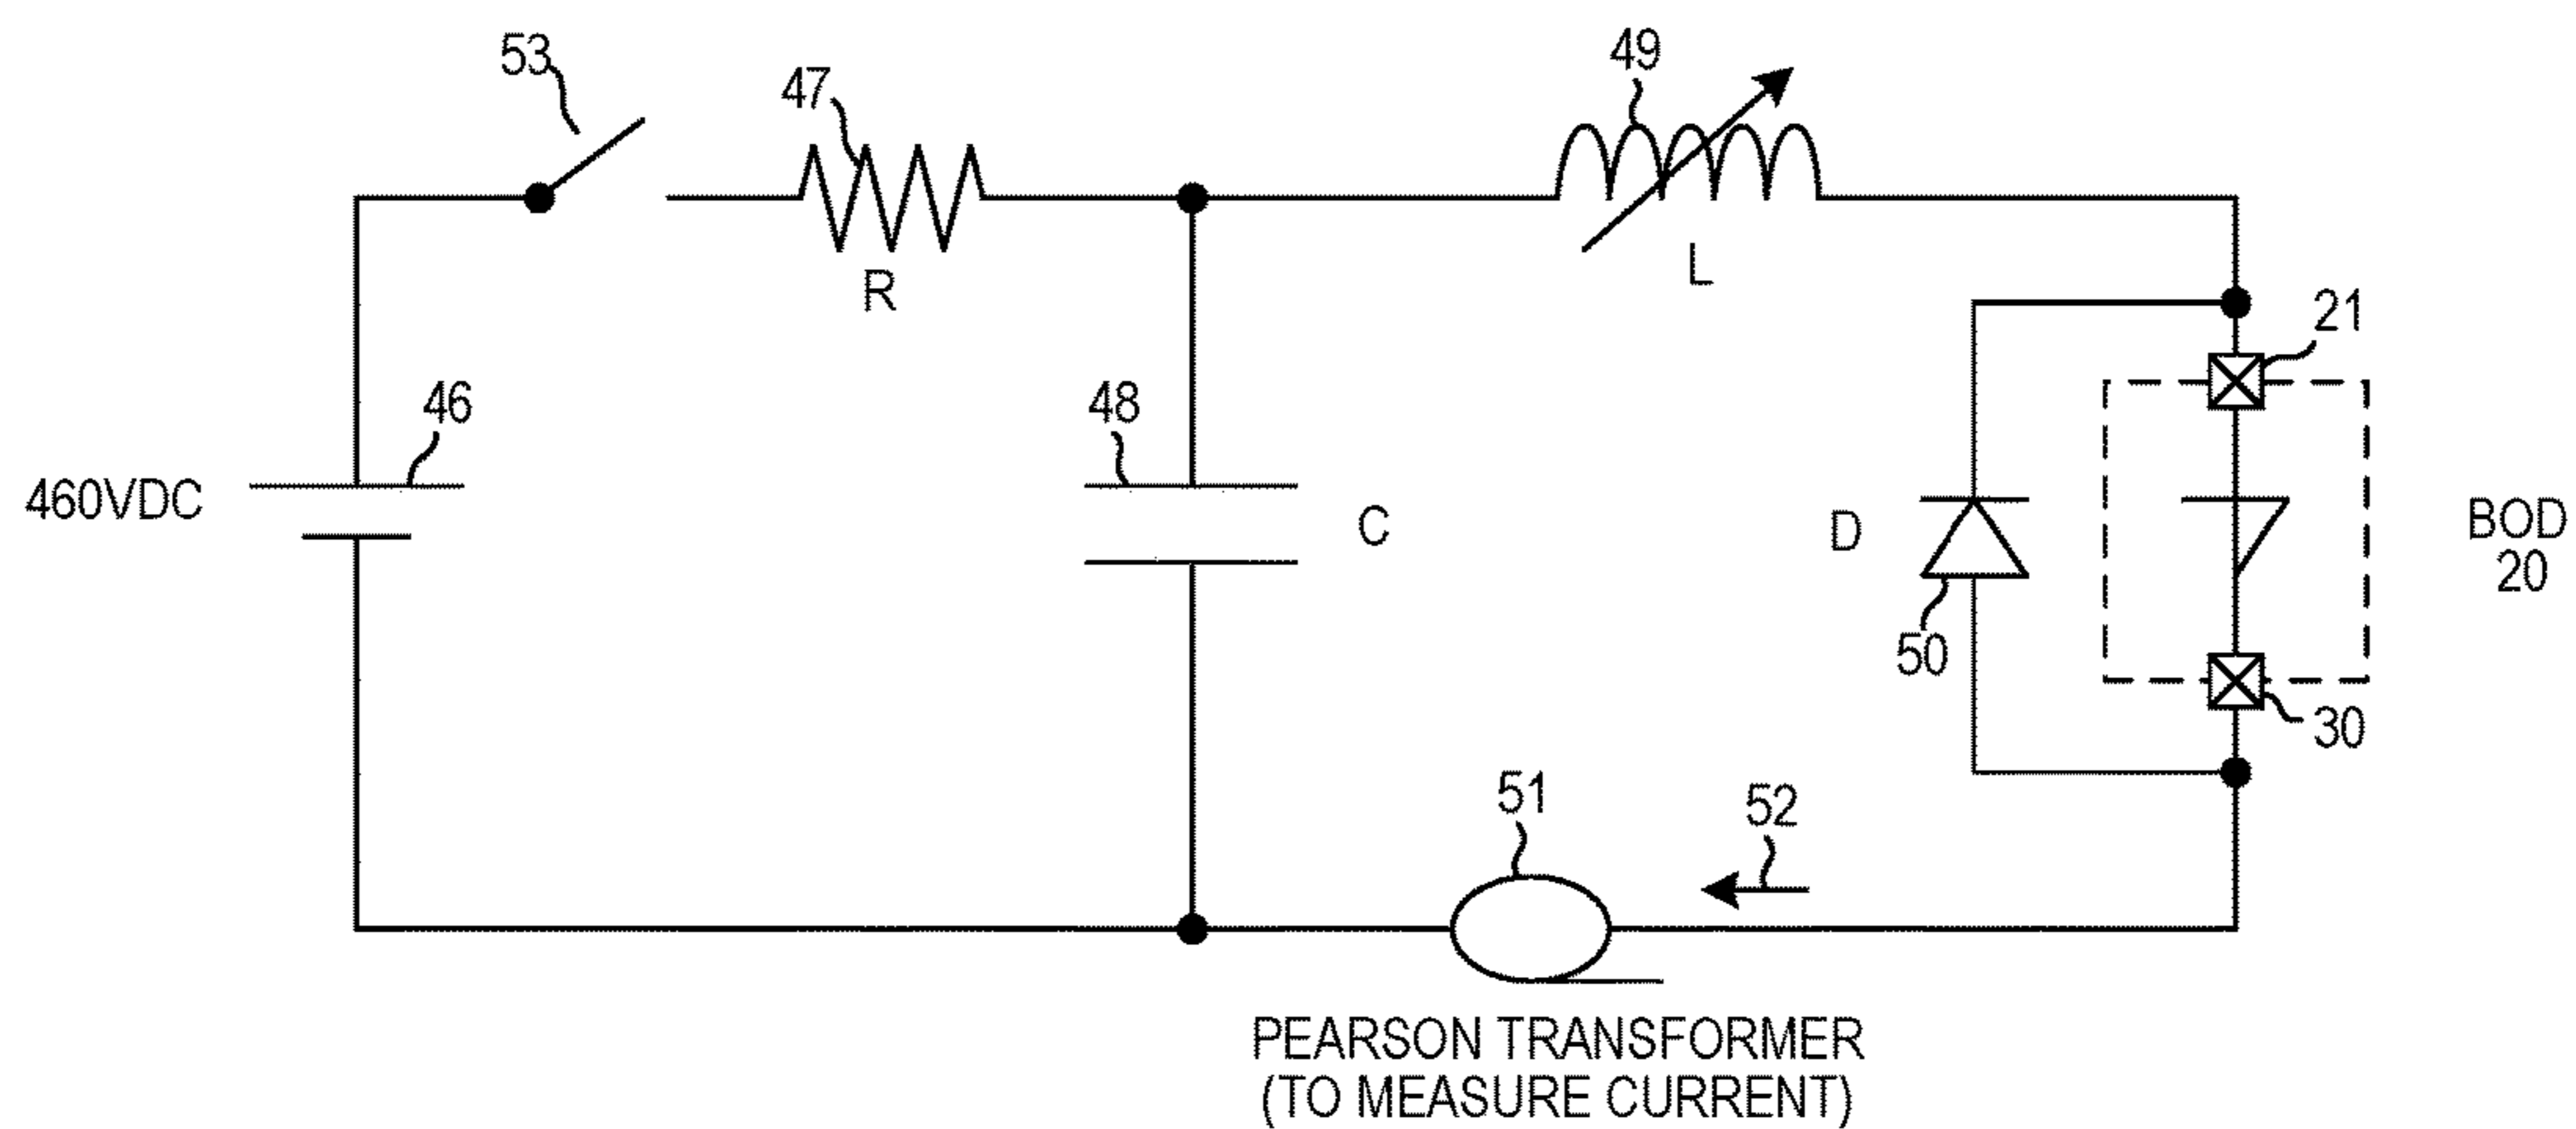 53
47
49
R
L
21
46
48
460VDC
C
D
BOD
20
50
30
51
52
PEARSON TRANSFORMER
(TO MEASURE CURRENT)